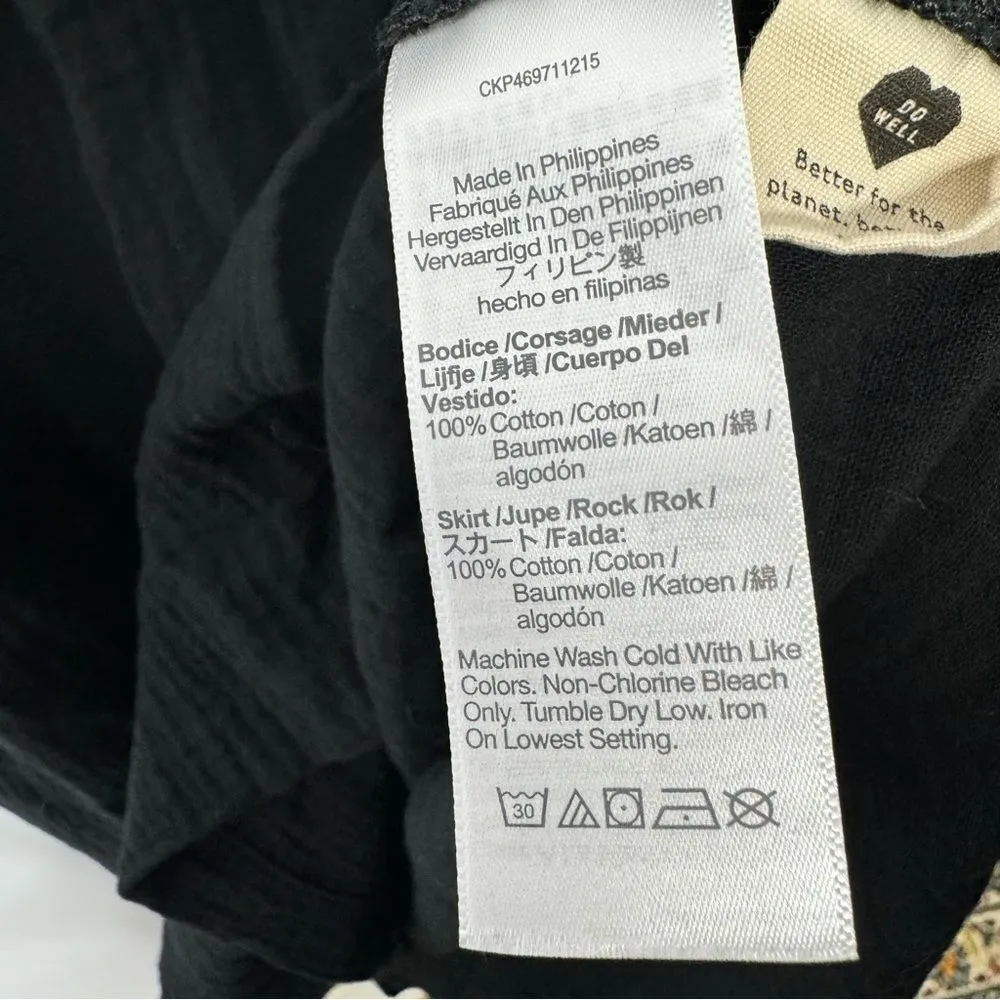 CKP469711215
Made In Philippines
Fabriqué Aux Philippines
Hergestellt In Den Philippinen
Vervaardigd In De Filippijnen
フィリピン製
hecho en filipinas
Bodice /Corsage /Mieder /
Lijfje /身頃 /Cuerpo Del
Vestido:
100% Cotton /Coton /
Baumwolle /Katoen /綿 /
algodón
Skirt /Jupe /Rock /Rok /
スカート /Falda:
100% Cotton /Coton /
Baumwolle /Katoen /綿 /
algodón
Machine Wash Cold With Like
Colors. Non-Chlorine Bleach
Only. Tumble Dry Low. Iron
On Lowest Setting.
30
DO
WELL
Better for the
planet.